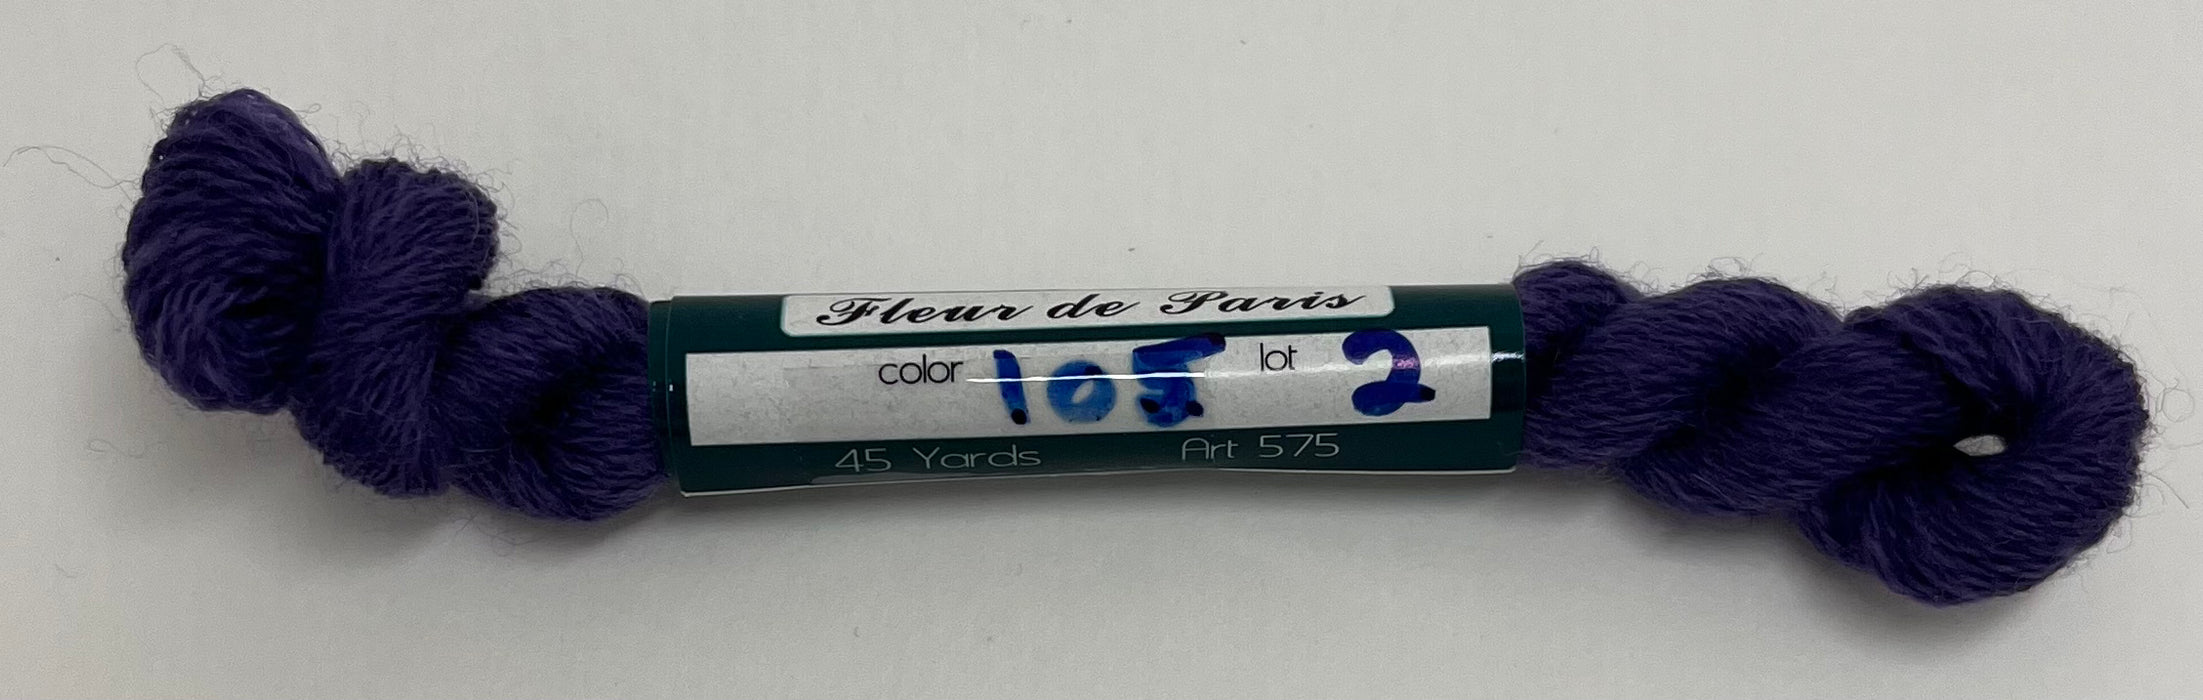 Fleur de Paris
color 105 lot 2
45 Yards Art 575